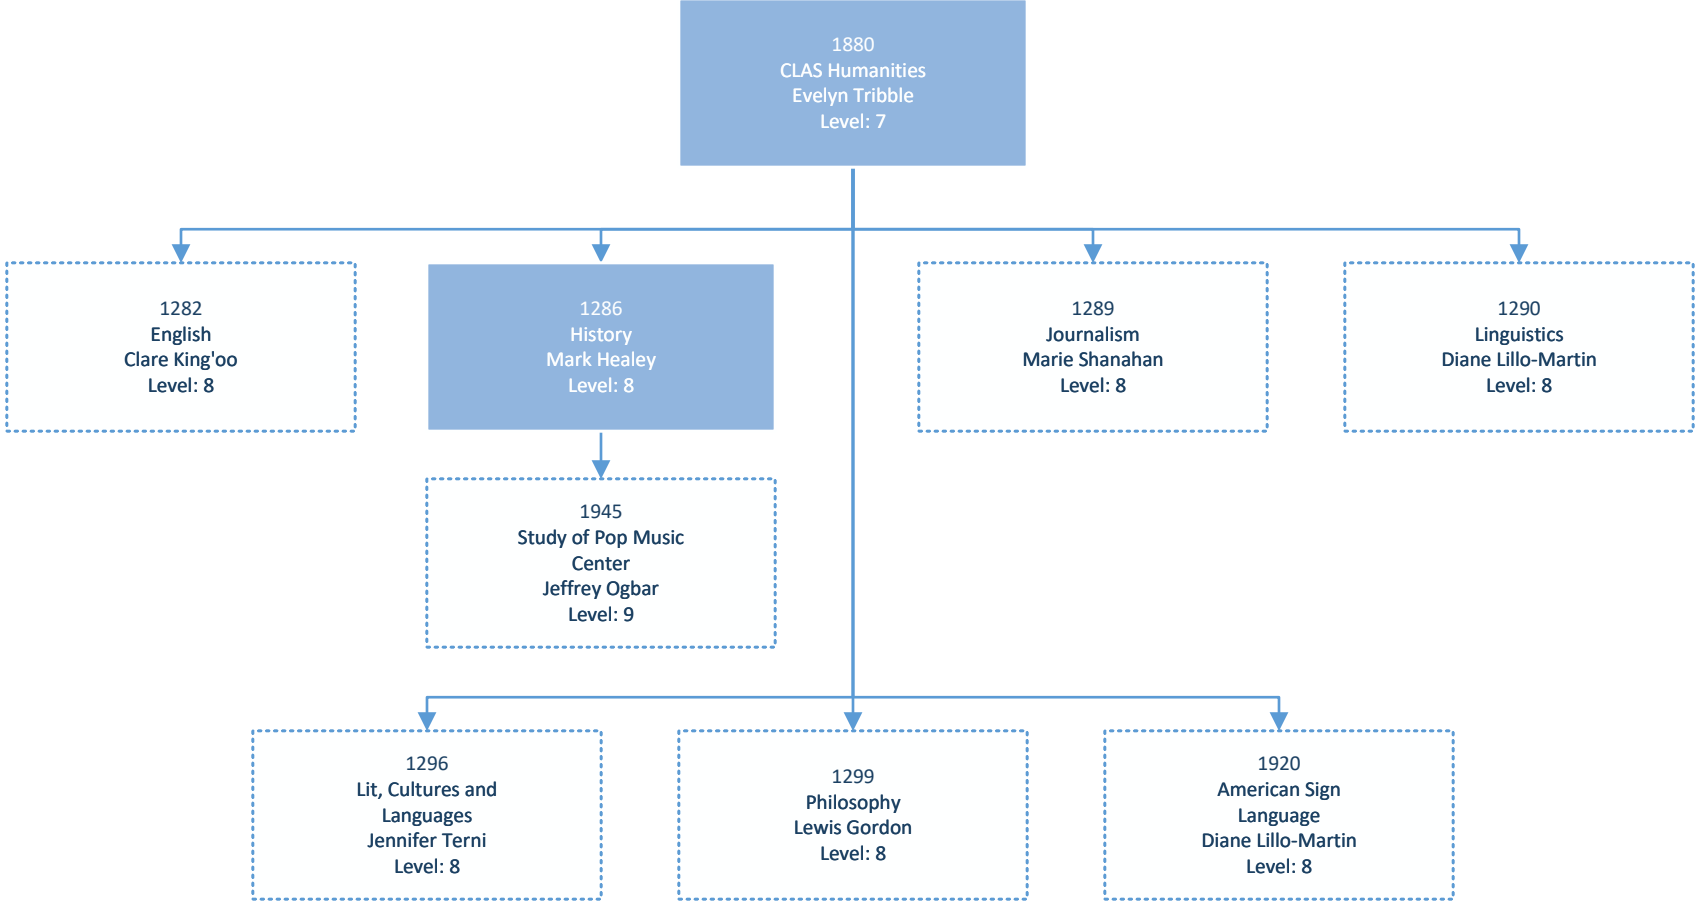 1880
CLAS Humanities
Evelyn Tribble
Level: 7
1282
English
Clare King'oo
Level: 8
1286
History
Mark Healey
Level: 8
1289
Journalism
Marie Shanahan
Level: 8
1290
Linguistics
Diane Lillo-Martin
Level: 8
1945
Study of Pop Music
Center
Jeffrey Ogbar
Level: 9
1296
Lit, Cultures and
Languages
Jennifer Terni
Level: 8
1299
Philosophy
Lewis Gordon
Level: 8
1920
American Sign
Language
Diane Lillo-Martin
Level: 8